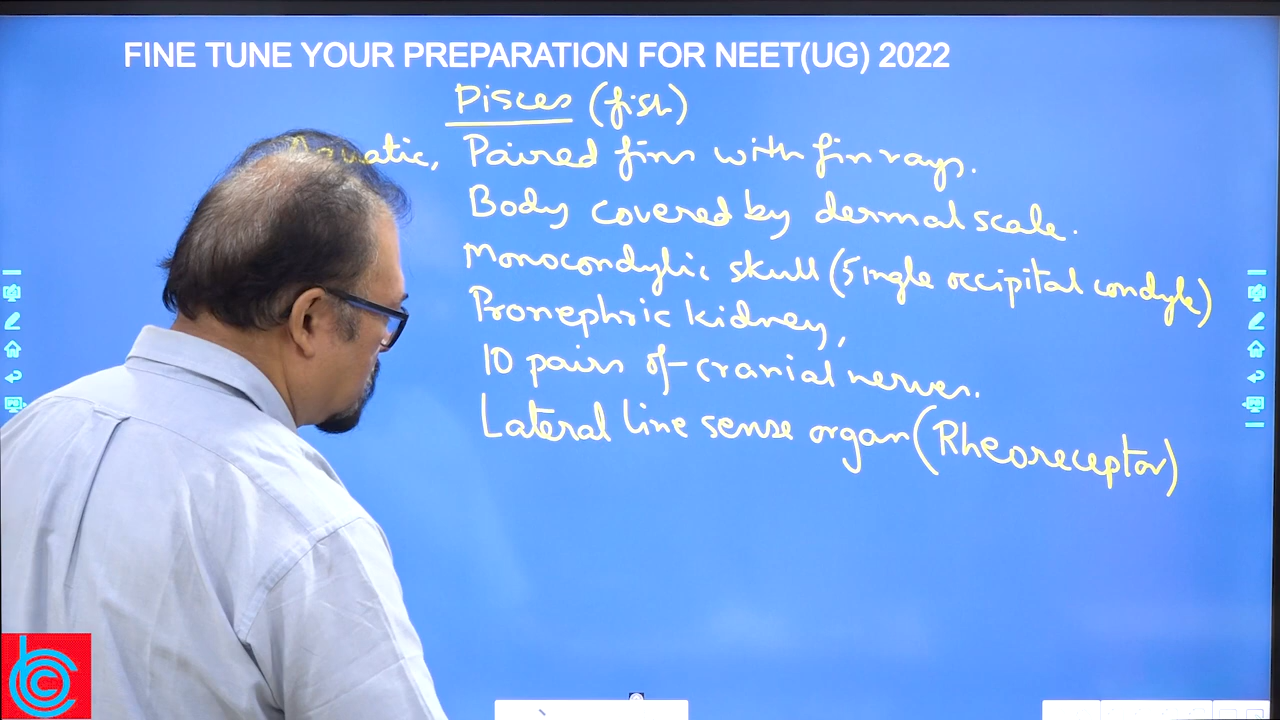 FINE TUNE YOUR PREPARATION FOR NEET(UG) 2022
Pisces (fish)
Aquatic, Paired fins with fin rays.
Body covered by dermal scale.
Monocondylic skull (Single occipital condyle)
Pronephric kidney,
10 pairs of cranial nerves.
Lateral line sense organ (Rheoreceptor)